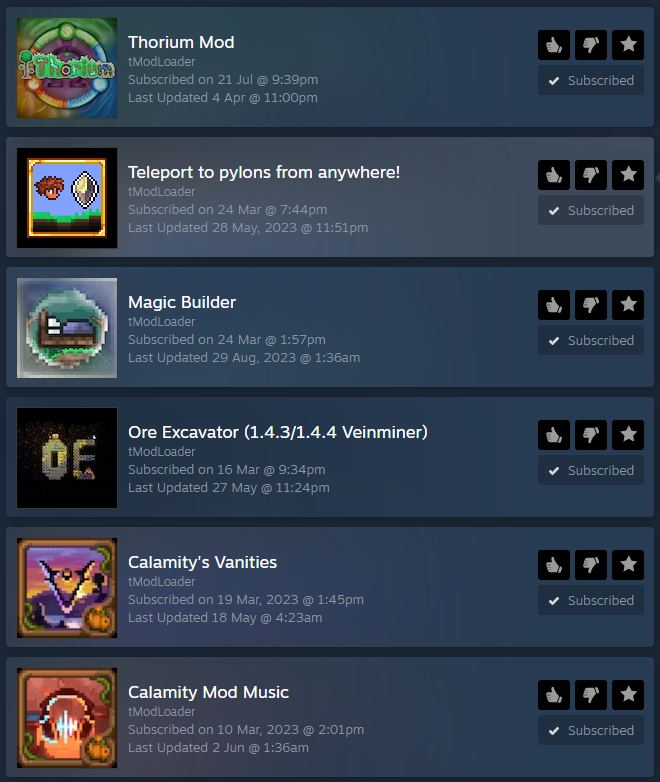 Thorium
Thorium Mod
tModLoader
Subscribed on 21 Jul @ 9:39pm
Last Updated 4 Apr @ 11:00pm
Subscribed
Teleport to pylons from anywhere!
tModLoader
Subscribed on 24 Mar @ 7:44pm
Last Updated 28 May, 2023 @ 11:51pm
Subscribed
Magic Builder
tModLoader
Subscribed on 24 Mar @ 1:57pm
Last Updated 29 Aug, 2023 @ 1:36am
Subscribed
OE
Ore Excavator (1.4.3/1.4.4 Veinminer)
tModLoader
Subscribed on 16 Mar @ 9:34pm
Last Updated 27 May @ 11:24pm
Subscribed
Calamity's Vanities
tModLoader
Subscribed on 19 Mar, 2023 @ 1:45pm
Last Updated 18 May @ 4:23am
Subscribed
Calamity Mod Music
tModLoader
Subscribed on 10 Mar, 2023 @ 2:01pm
Last Updated 2 Jun @ 1:36am
Subscribed